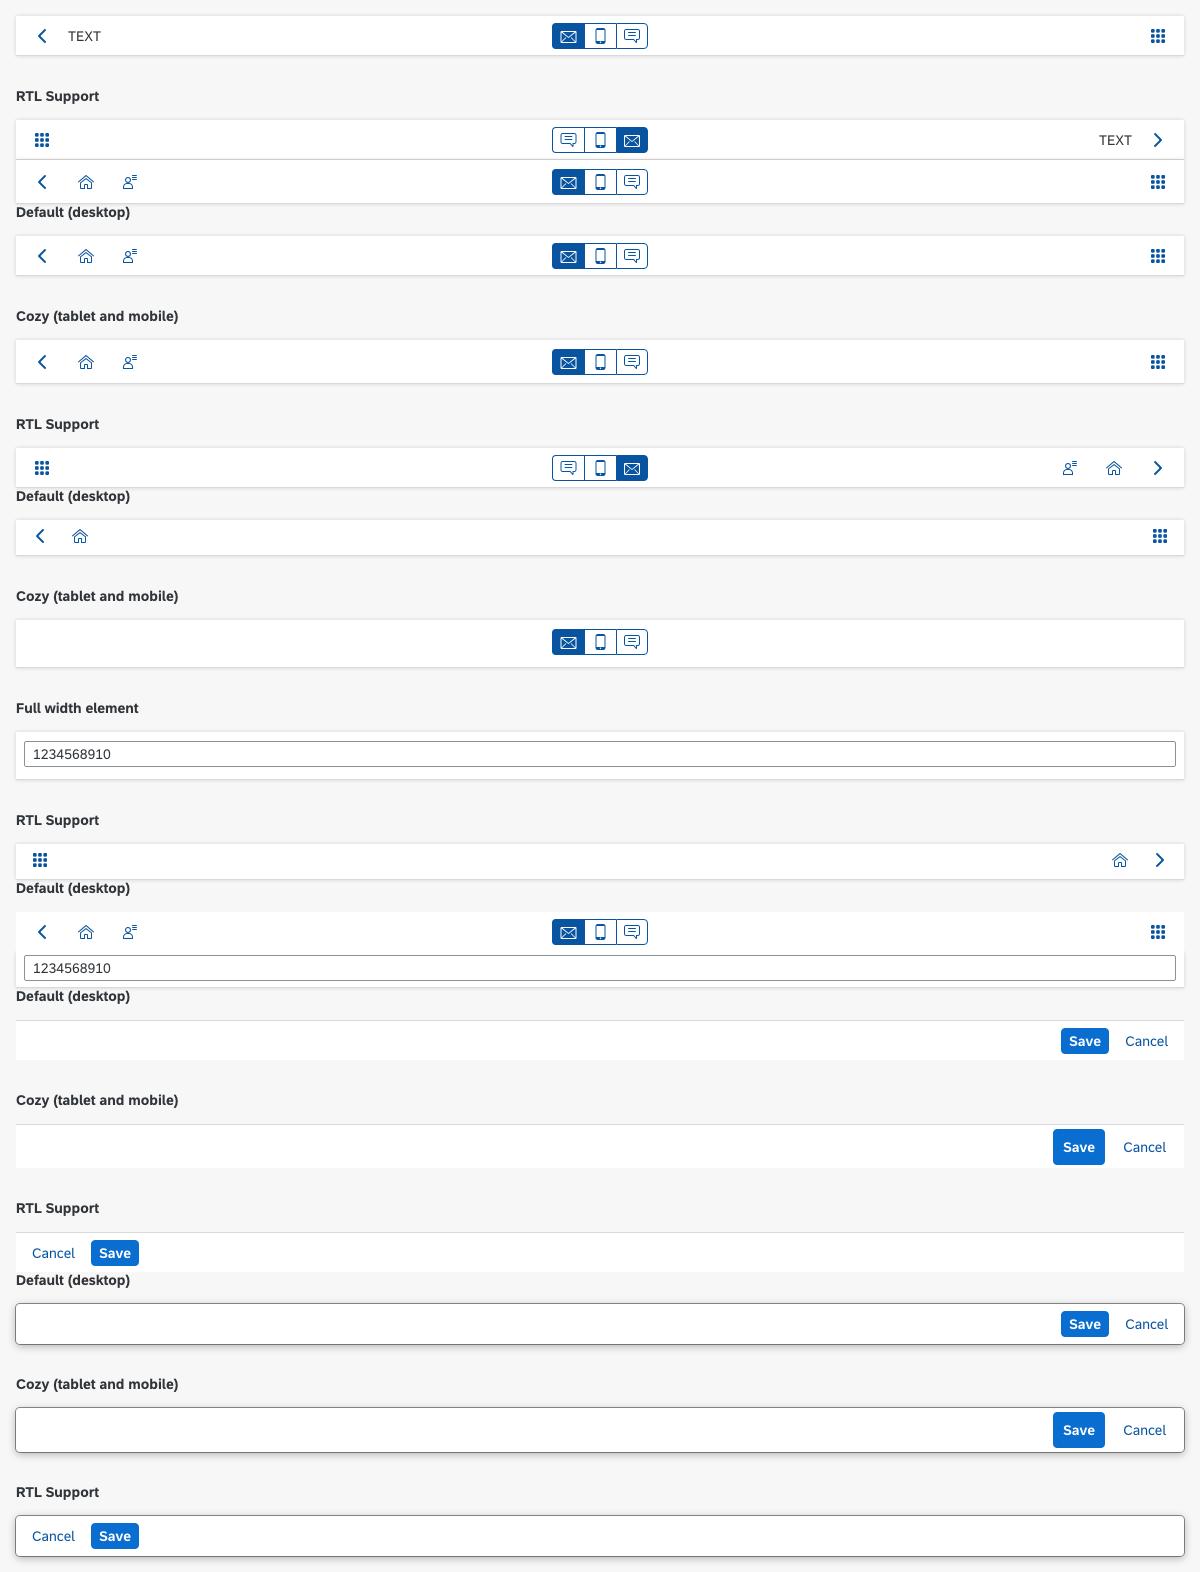 TEXT
RTL Support
TEXT
Default (desktop)
Cozy (tablet and mobile)
RTL Support
Default (desktop)
Cozy (tablet and mobile)
Full width element
1234568910
RTL Support
Default (desktop)
1234568910
Default (desktop)
Save Cancel
Cozy (tablet and mobile)
Save Cancel
RTL Support
Cancel Save
Default (desktop)
Save Cancel
Cozy (tablet and mobile)
Save Cancel
RTL Support
Cancel Save